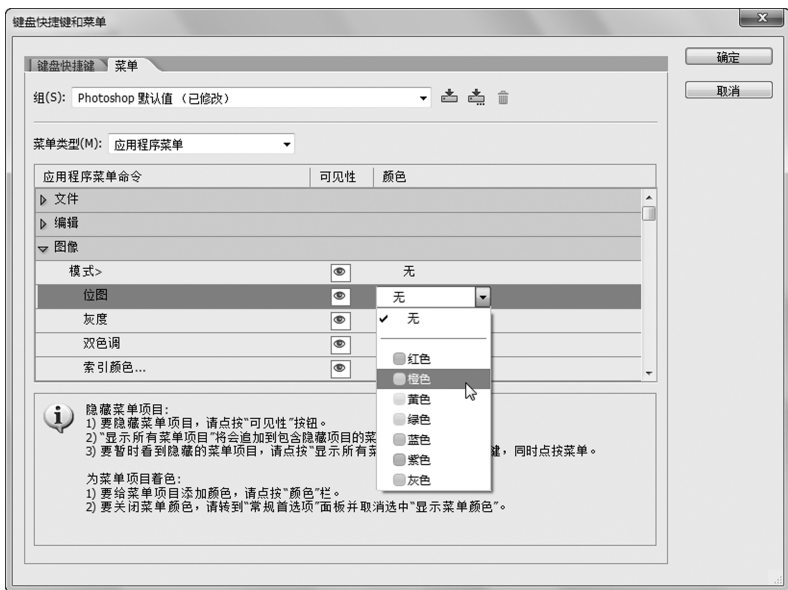 键盘快捷键和菜单
确定
取消
键盘快捷键 菜单
组(S): Photoshop 默认值 (已修改)
菜单类型(M): 应用程序菜单
应用程序菜单命令 可见性 颜色
文件
编辑
图像
模式> 无
位图 无
灰度 无
双色调
索引颜色...
红色
橙色
黄色
绿色
蓝色
紫色
灰色
隐藏菜单项目:
1) 要隐藏菜单项目，请点按“可见性”按钮。
2) “显示所有菜单项目”将会追加到包含隐藏项目的菜
3) 要暂时看到隐藏的菜单项目，请点按“显示所有菜 键，同时点按菜单。
为菜单项目着色:
1) 要给菜单项目添加颜色，请点按“颜色”栏。
2) 要关闭菜单颜色，请转到“常规首选项”面板并取消选中“显示菜单颜色”。